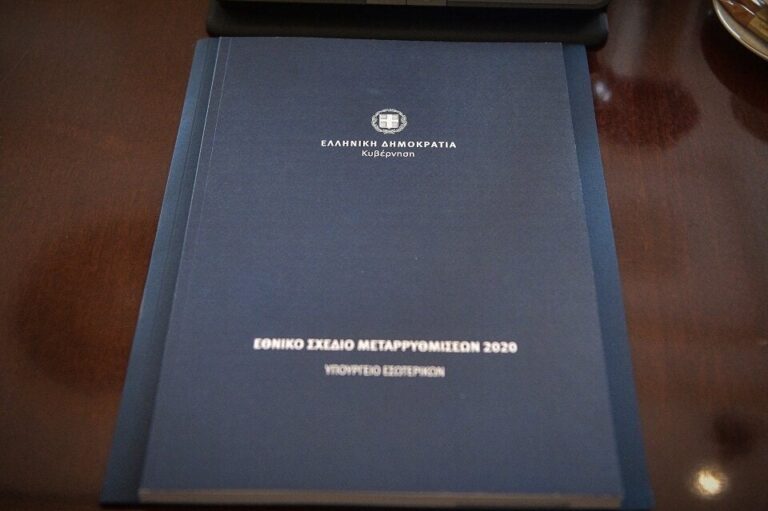 ΕΛΛΗΝΙΚΗ ΔΗΜΟΚΡΑΤΙΑ
Κυβέρνηση
ΕΘΝΙΚΟ ΣΧΕΔΙΟ ΜΕΤΑΡΡΥΘΜΙΣΕΩΝ 2020
ΥΠΟΥΡΓΕΙΟ ΕΣΩΤΕΡΙΚΩΝ